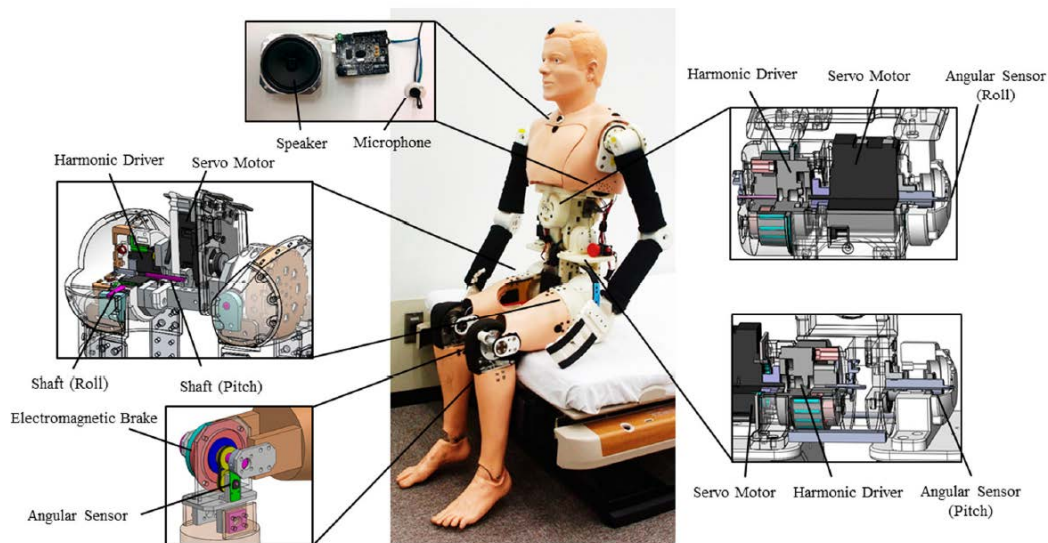 Speaker
Microphone
Harmonic Driver
Servo Motor
Shaft (Roll)
Shaft (Pitch)
Electromagnetic Brake
Angular Sensor
Harmonic Driver
Servo Motor
Angular Sensor
(Roll)
Servo Motor
Harmonic Driver
Angular Sensor
(Pitch)